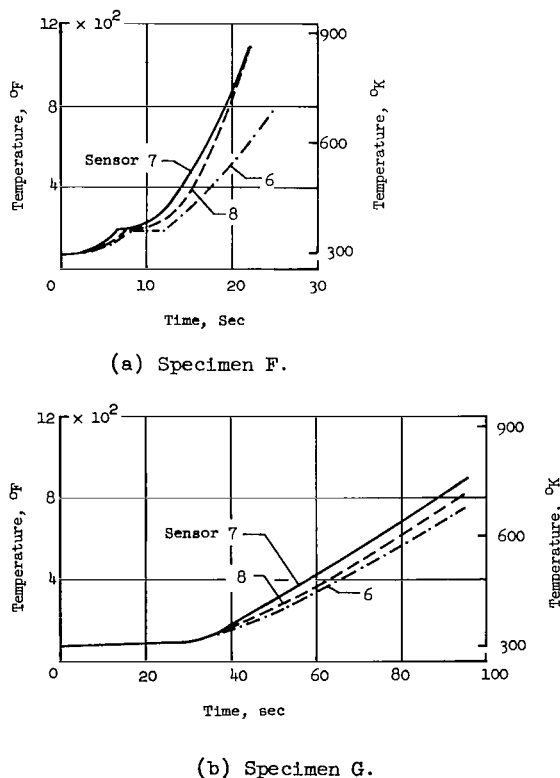 12 × 10²
900
8
600
4
300
Temperature, °F
Temperature, °K
Sensor 7
6
8
0
10
20
30
Time, Sec
(a) Specimen F.
12 × 10²
900
8
600
4
300
Temperature, °F
Temperature, °K
Sensor 7
8
6
0
20
40
60
80
100
Time, sec
(b) Specimen G.